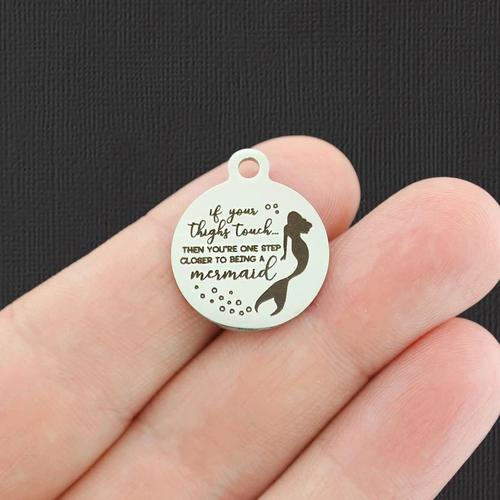 if your
thighs touch...
THEN YOU'RE ONE STEP
CLOSER TO BEING A
mermaid